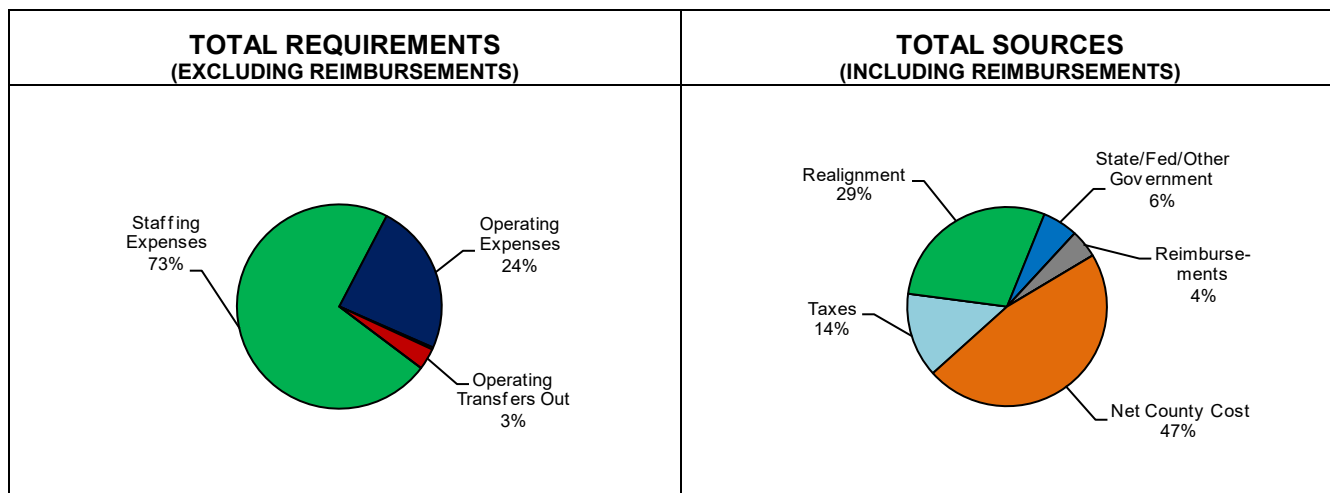 TOTAL REQUIREMENTS
(EXCLUDING REIMBURSEMENTS)
TOTAL SOURCES
(INCLUDING REIMBURSEMENTS)
Staffing
Expenses
73%
Operating
Expenses
24%
Operating
Transfers Out
3%
Realignment
29%
State/Fed/Other
Government
6%
Reimburse-
ments
4%
Taxes
14%
Net County Cost
47%